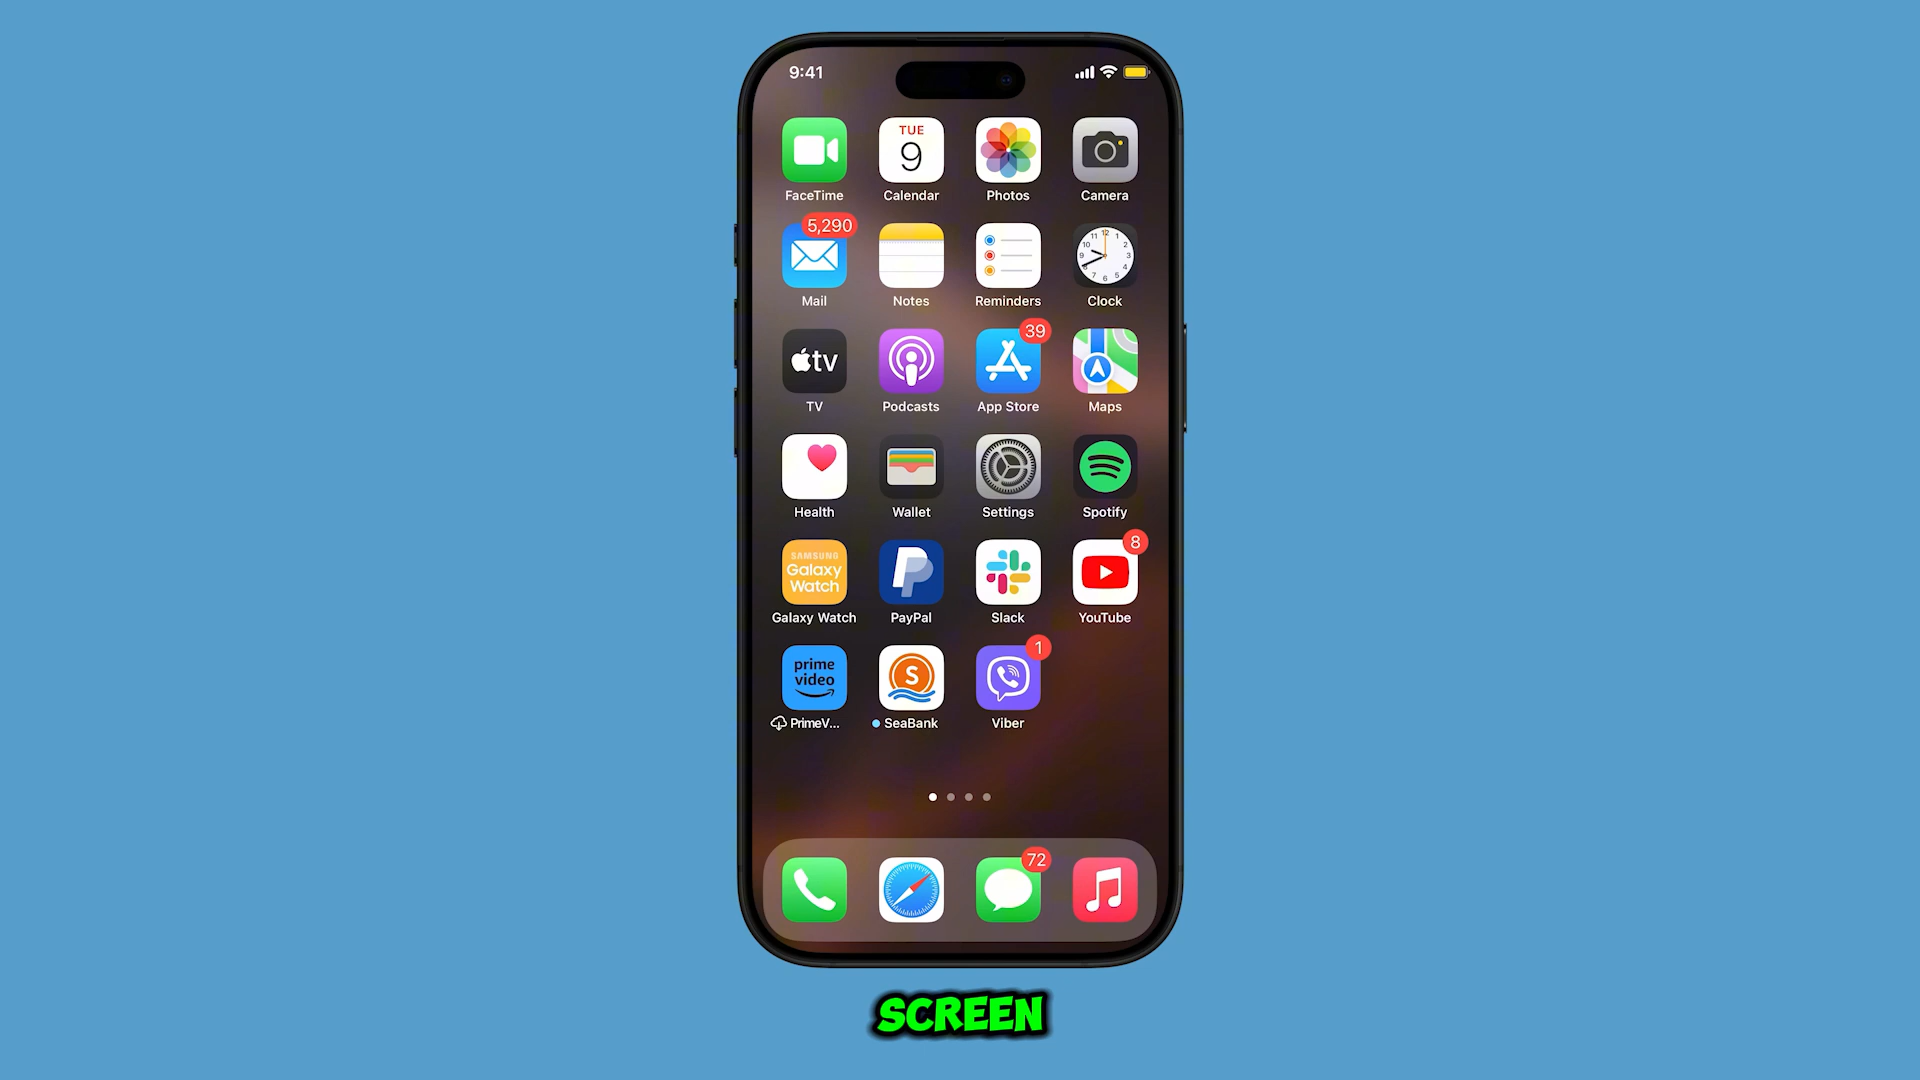 9:41
TUE
9
FaceTime
Calendar
Photos
Camera
5,290
Mail
Notes
Reminders
Clock
39
tv
TV
Podcasts
App Store
Maps
Health
Wallet
Settings
Spotify
8
SAMSUNG
Galaxy
Watch
Galaxy Watch
PayPal
Slack
YouTube
1
prime
video
S
PrimeV...
SeaBank
Viber
72
SCREEN